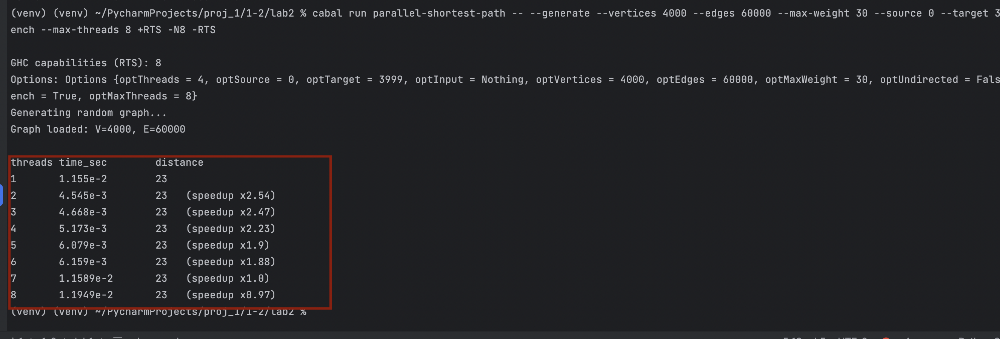 (venv) (venv) ~/PycharmProjects/proj_1/1-2/lab2 % cabal run parallel-shortest-path -- --generate --vertices 4000 --edges 60000 --max-weight 30 --source 0 --target 3
ench --max-threads 8 +RTS -N8 -RTS
GHC capabilities (RTS): 8
Options: Options {optThreads = 4, optSource = 0, optTarget = 3999, optInput = Nothing, optVertices = 4000, optEdges = 60000, optMaxWeight = 30, optUndirected = Fals
ench = True, optMaxThreads = 8}
Generating random graph...
Graph loaded: V=4000, E=60000
threads time_sec distance
1 1.155e-2 23
2 4.545e-3 23 (speedup x2.54)
3 4.668e-3 23 (speedup x2.47)
4 5.173e-3 23 (speedup x2.23)
5 6.079e-3 23 (speedup x1.9)
6 6.159e-3 23 (speedup x1.88)
7 1.1589e-2 23 (speedup x1.0)
8 1.1949e-2 23 (speedup x0.97)
(venv) (venv) ~/PycharmProjects/proj_1/1-2/lab2 %